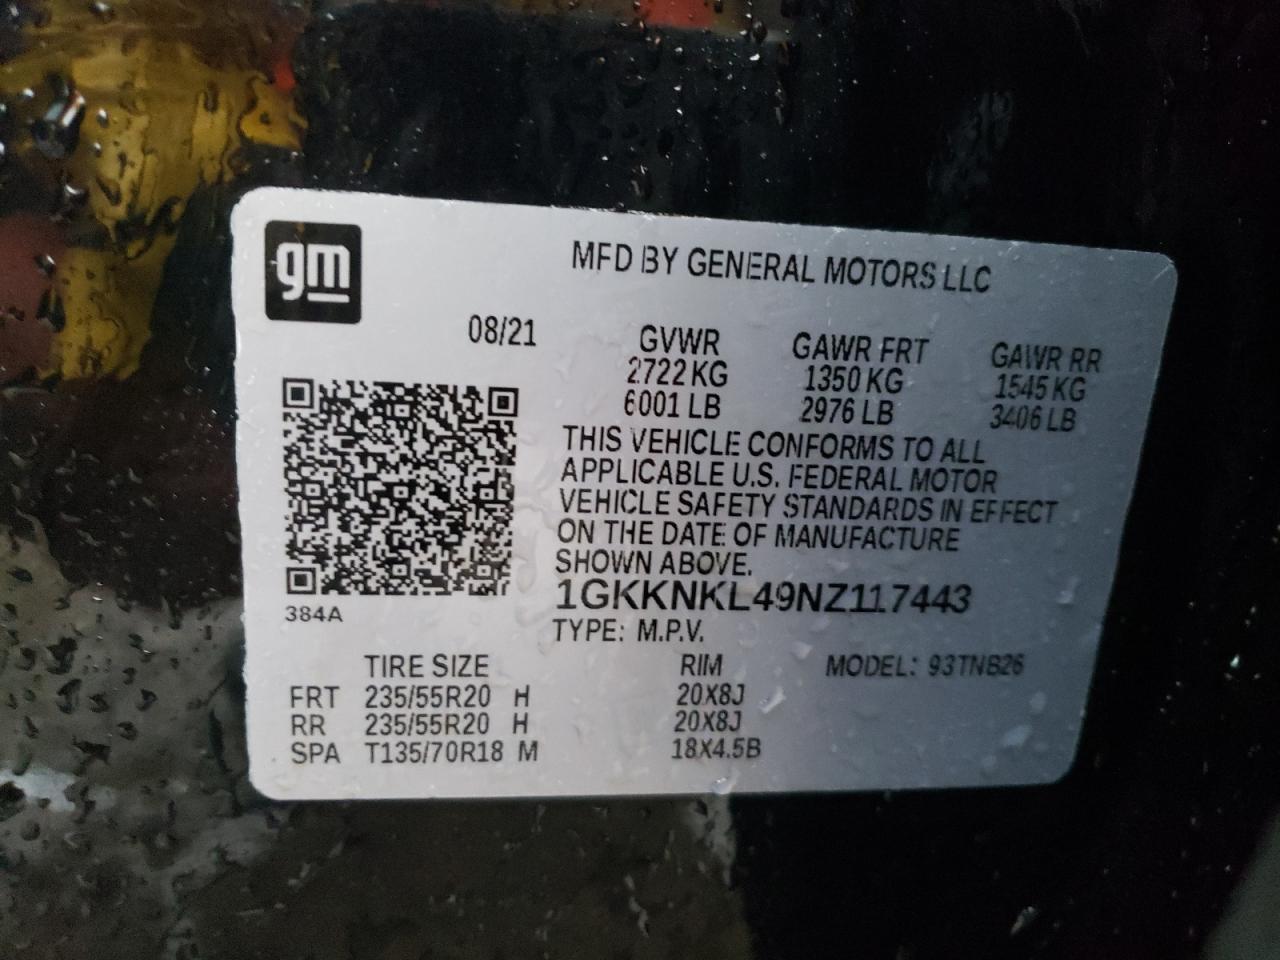 gm
MFD BY GENERAL MOTORS LLC
08/21
GVWR GAWR FRT GAWR RR
2722 KG 1350 KG 1545 KG
6001 LB 2976 LB 3406 LB
THIS VEHICLE CONFORMS TO ALL
APPLICABLE U.S. FEDERAL MOTOR
VEHICLE SAFETY STANDARDS IN EFFECT
ON THE DATE OF MANUFACTURE
SHOWN ABOVE.
384A
1GKKNKL49NZ117443
TYPE: M.P.V.
TIRE SIZE RIM MODEL: 93TNB26
FRT 235/55R20 H 20X8J
RR 235/55R20 H 20X8J
SPA T135/70R18 M 18X4.5B